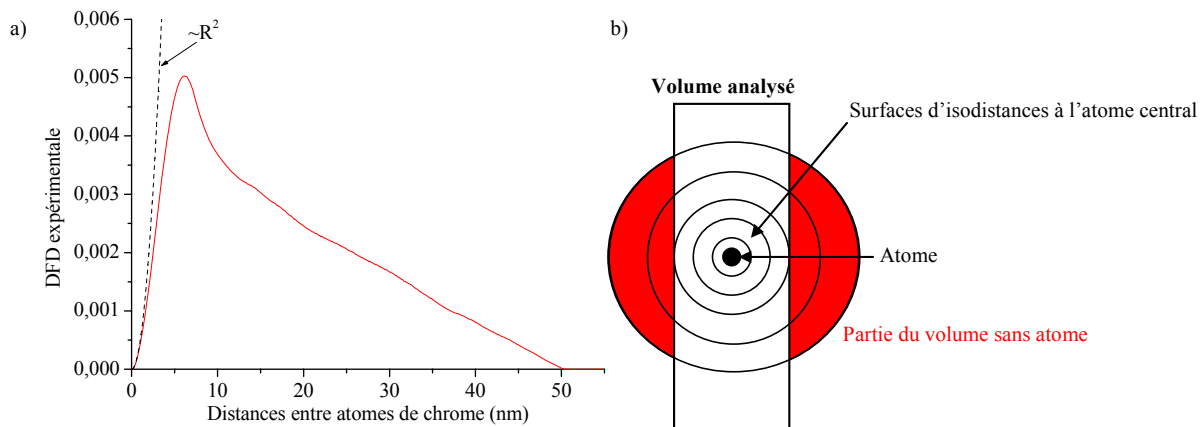 a)
0,006
0,005
0,004
0,003
0,002
0,001
0,000
~R²
DFD expérimentale
0 10 20 30 40 50
Distances entre atomes de chrome (nm)
b)
Volume analysé
Surfaces d'isodistances à l'atome central
Atome
Partie du volume sans atome